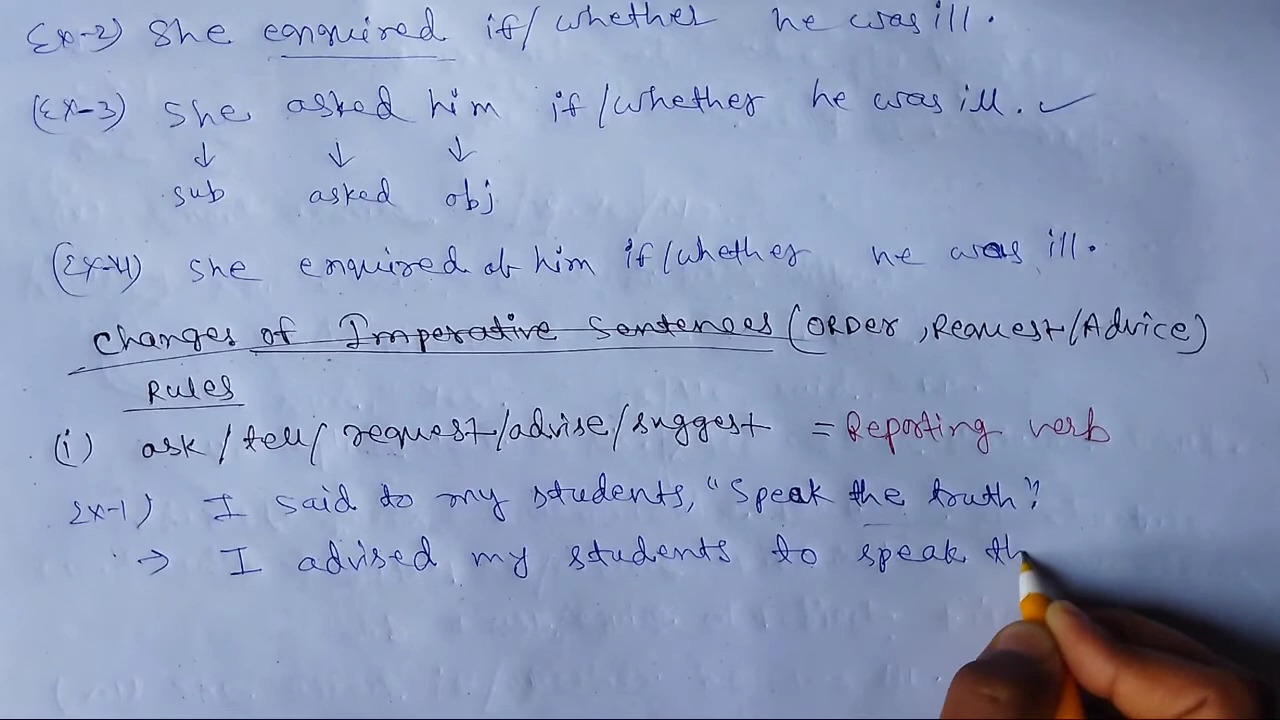 Ex-2) She enquired if/whether he was ill.
(Ex-3) She asked him if/whether he was ill. ✓
↓ ↓ ↓
sub asked obj
(Ex-4) She enquired of him if/whether he was ill.
Changes of Imperative Sentences (ORDer, Request/Advice)
Rules
(i) ask/tell/request/advise/suggest = Reporting verb
Ex-1) I said to my students, "Speak the truth".
→ I advised my students to speak th